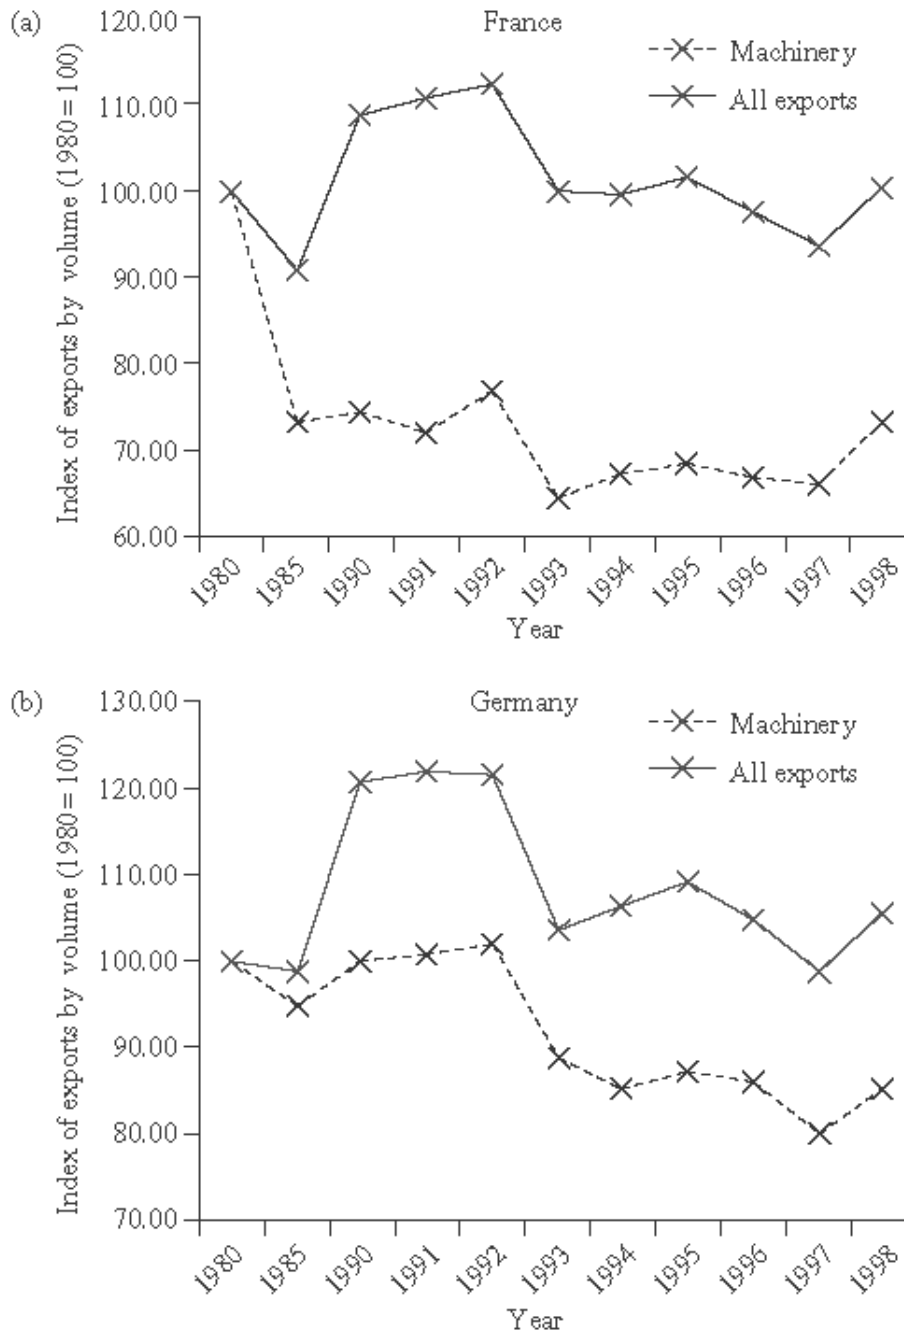 (a)
France
Index of exports by volume (1980=100)
120.00
110.00
100.00
90.00
80.00
70.00
60.00
Machinery
All exports
1980 1985 1990 1991 1992 1993 1994 1995 1996 1997 1998
Year
(b)
Germany
Index of exports by volume (1980=100)
130.00
120.00
110.00
100.00
90.00
80.00
70.00
Machinery
All exports
1980 1985 1990 1991 1992 1993 1994 1995 1996 1997 1998
Year